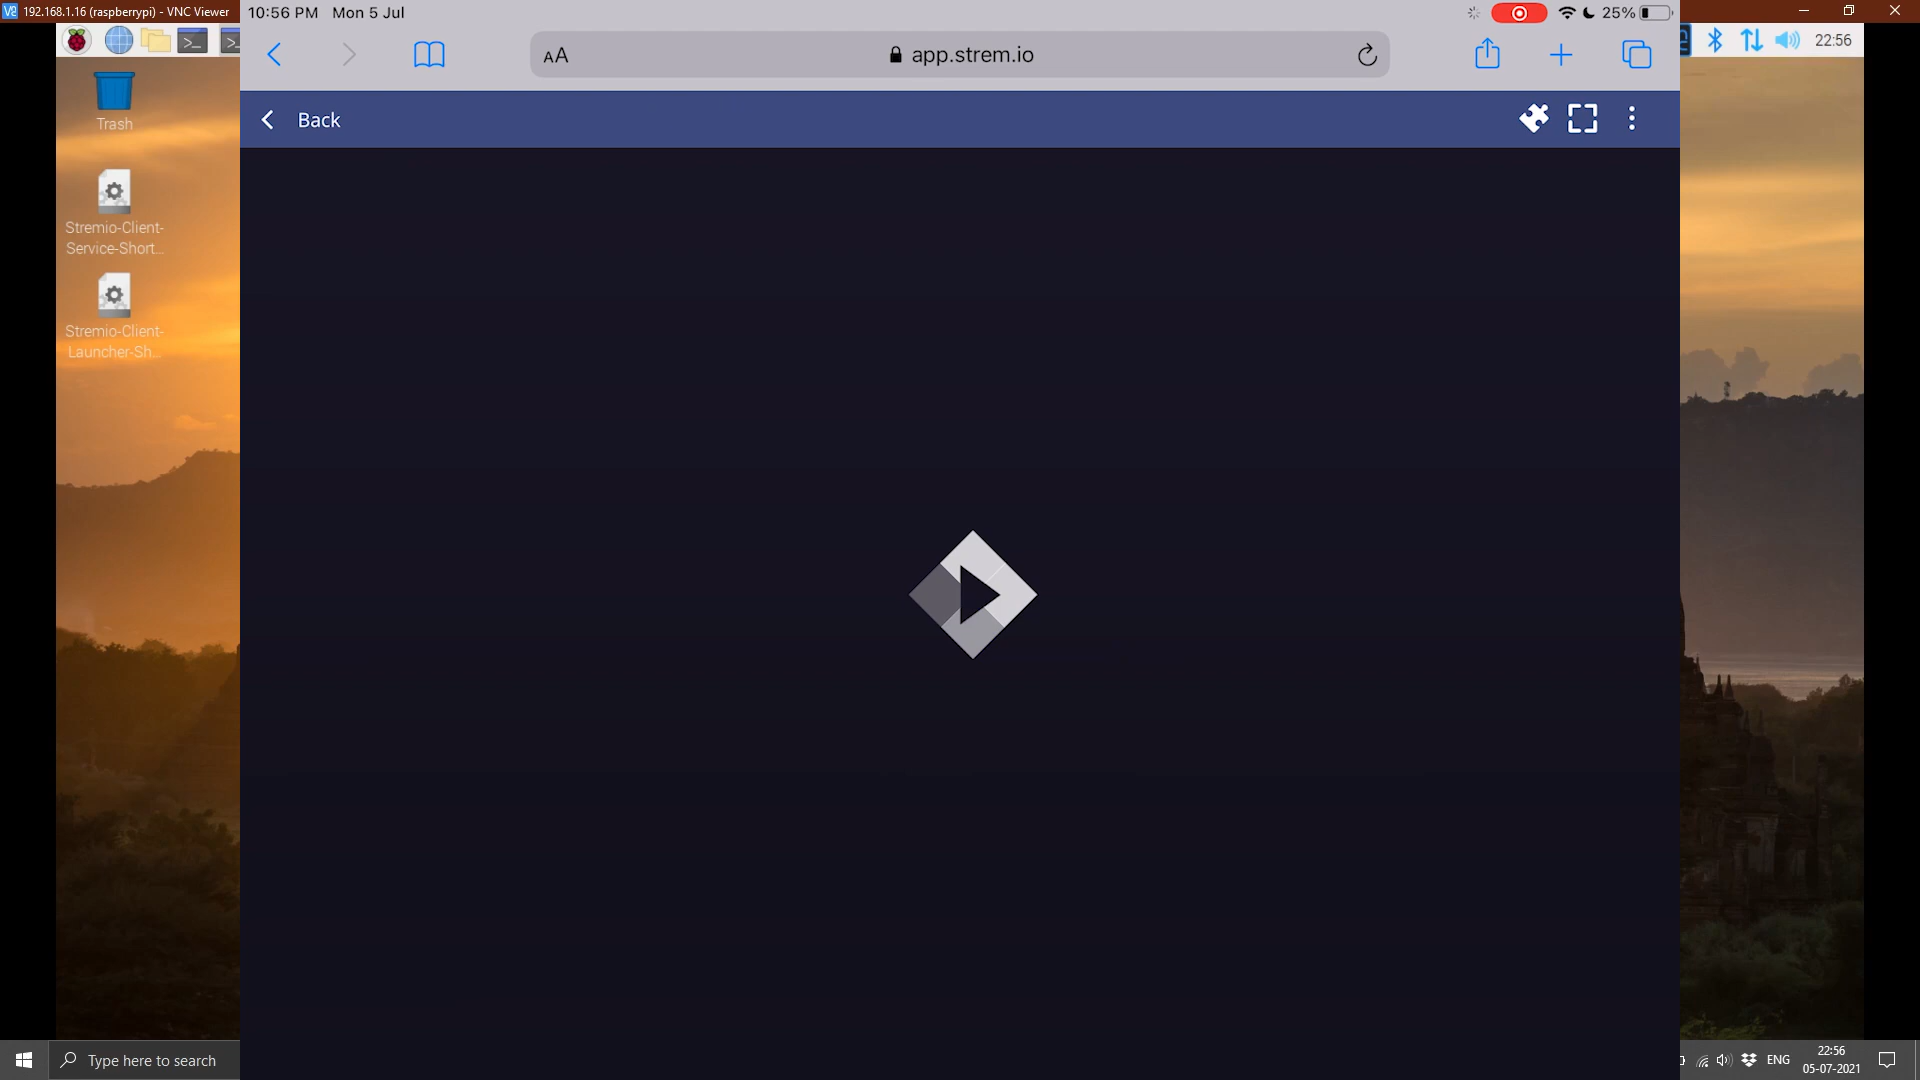 192.168.1.16 (raspberrypi) - VNC Viewer
10:56 PM Mon 5 Jul
25%
AA
app.strem.io
22:56
Back
Trash
Stremio-Client-
Service-Short...
Stremio-Client-
Launcher-Sh...
Type here to search
ENG
22:56
05-07-2021